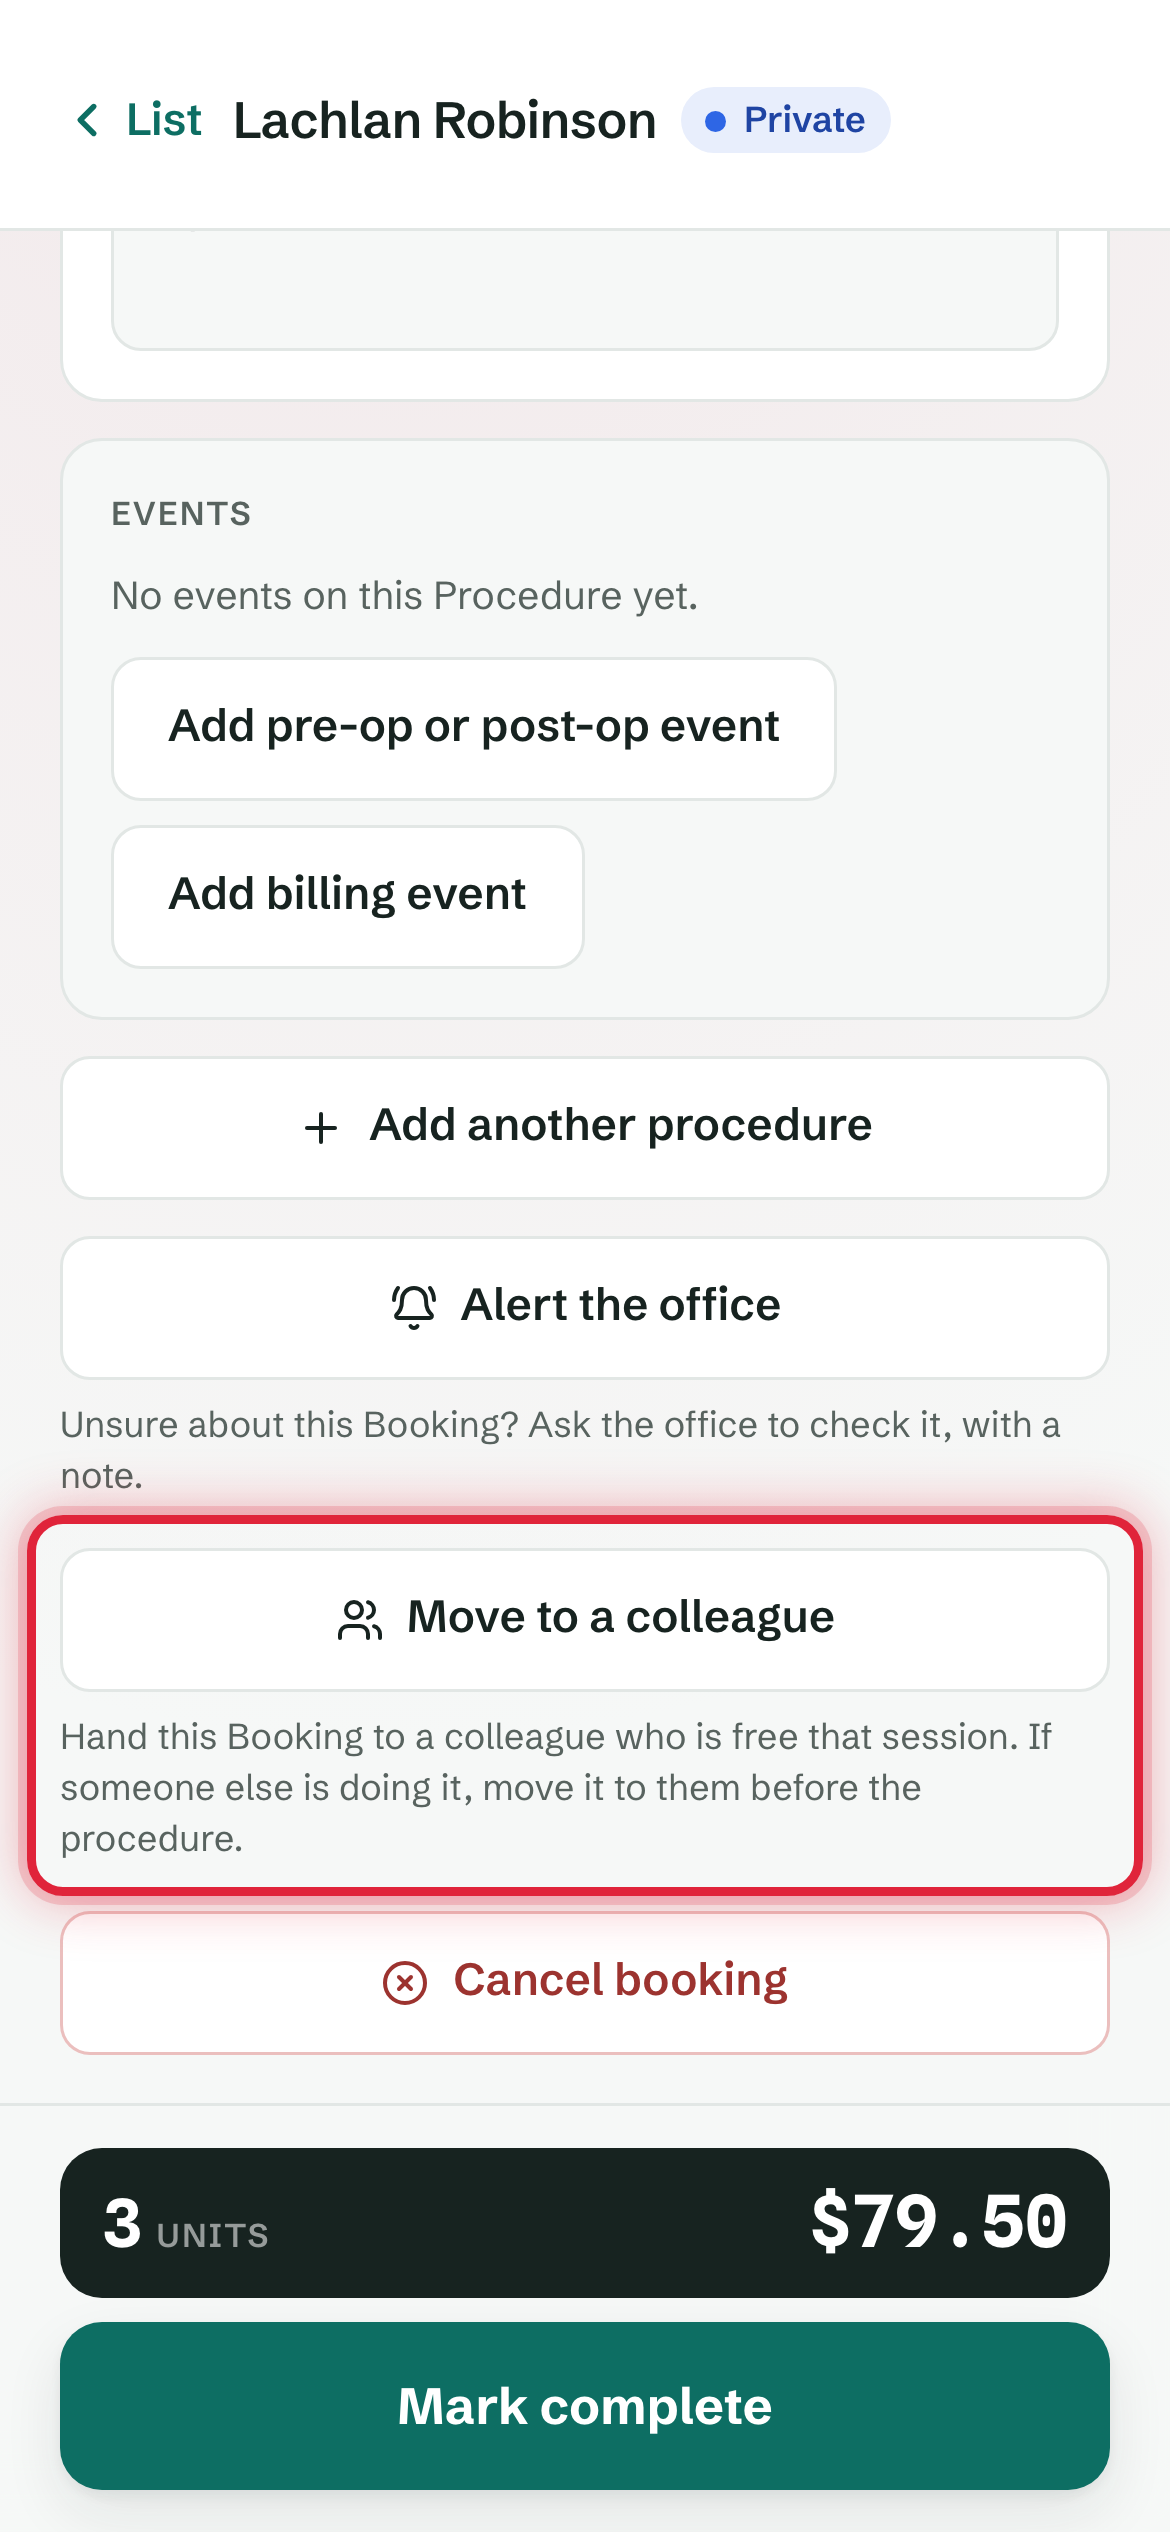 List Lachlan Robinson Private
EVENTS
No events on this Procedure yet.
Add pre-op or post-op event
Add billing event
Add another procedure
Alert the office
Unsure about this Booking? Ask the office to check it, with a
note.
Move to a colleague
Hand this Booking to a colleague who is free that session. If
someone else is doing it, move it to them before the
procedure.
Cancel booking
3 UNITS $79.50
Mark complete